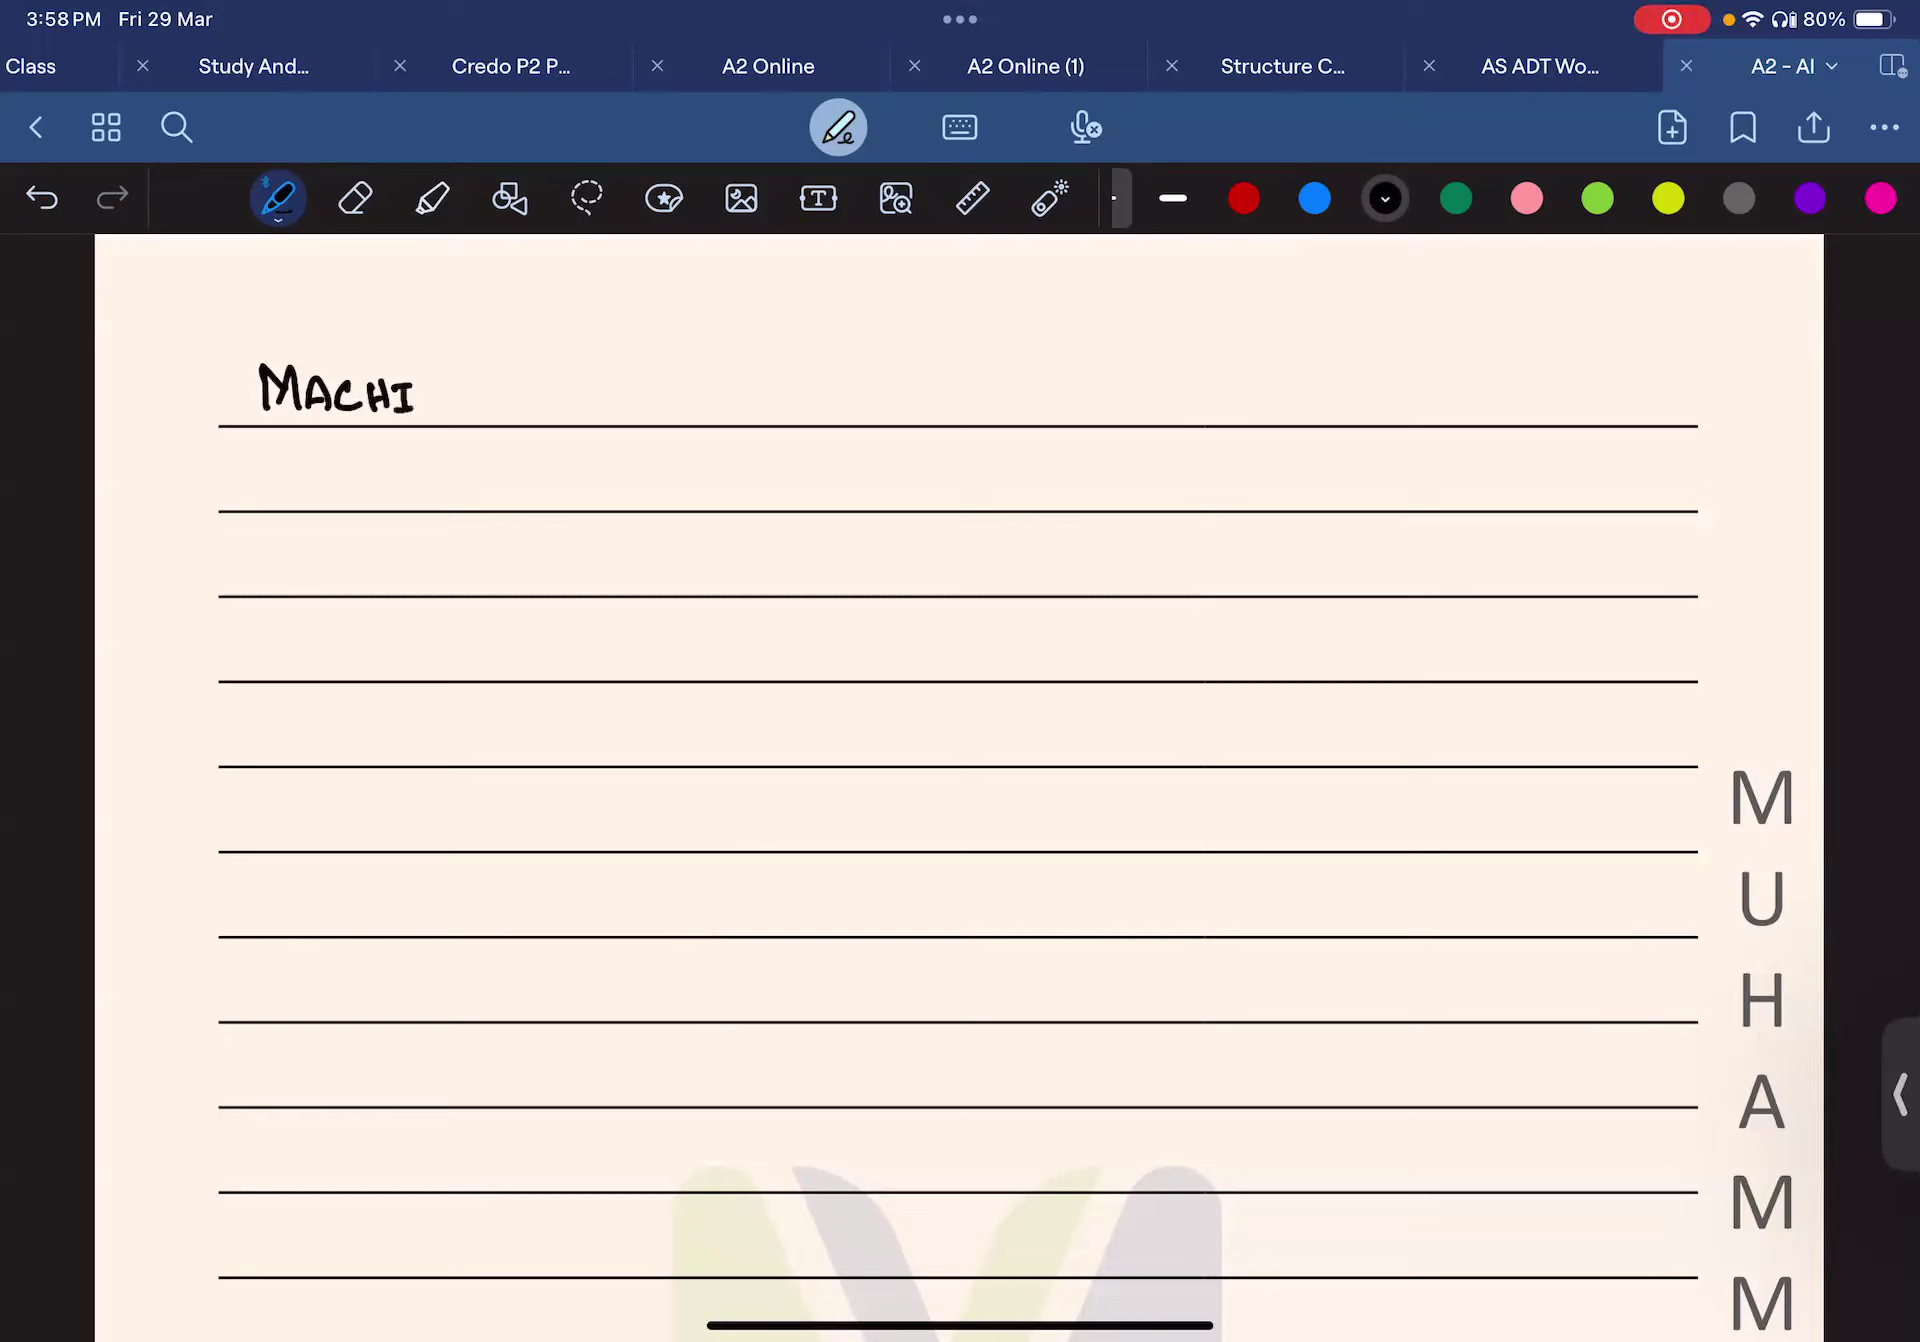 3:58 PM Fri 29 Mar
80%
Class
Study And...
Credo P2 P...
A2 Online
A2 Online (1)
Structure C...
AS ADT Wo...
A2 - AI
T
MACHI
M
U
H
A
M
M